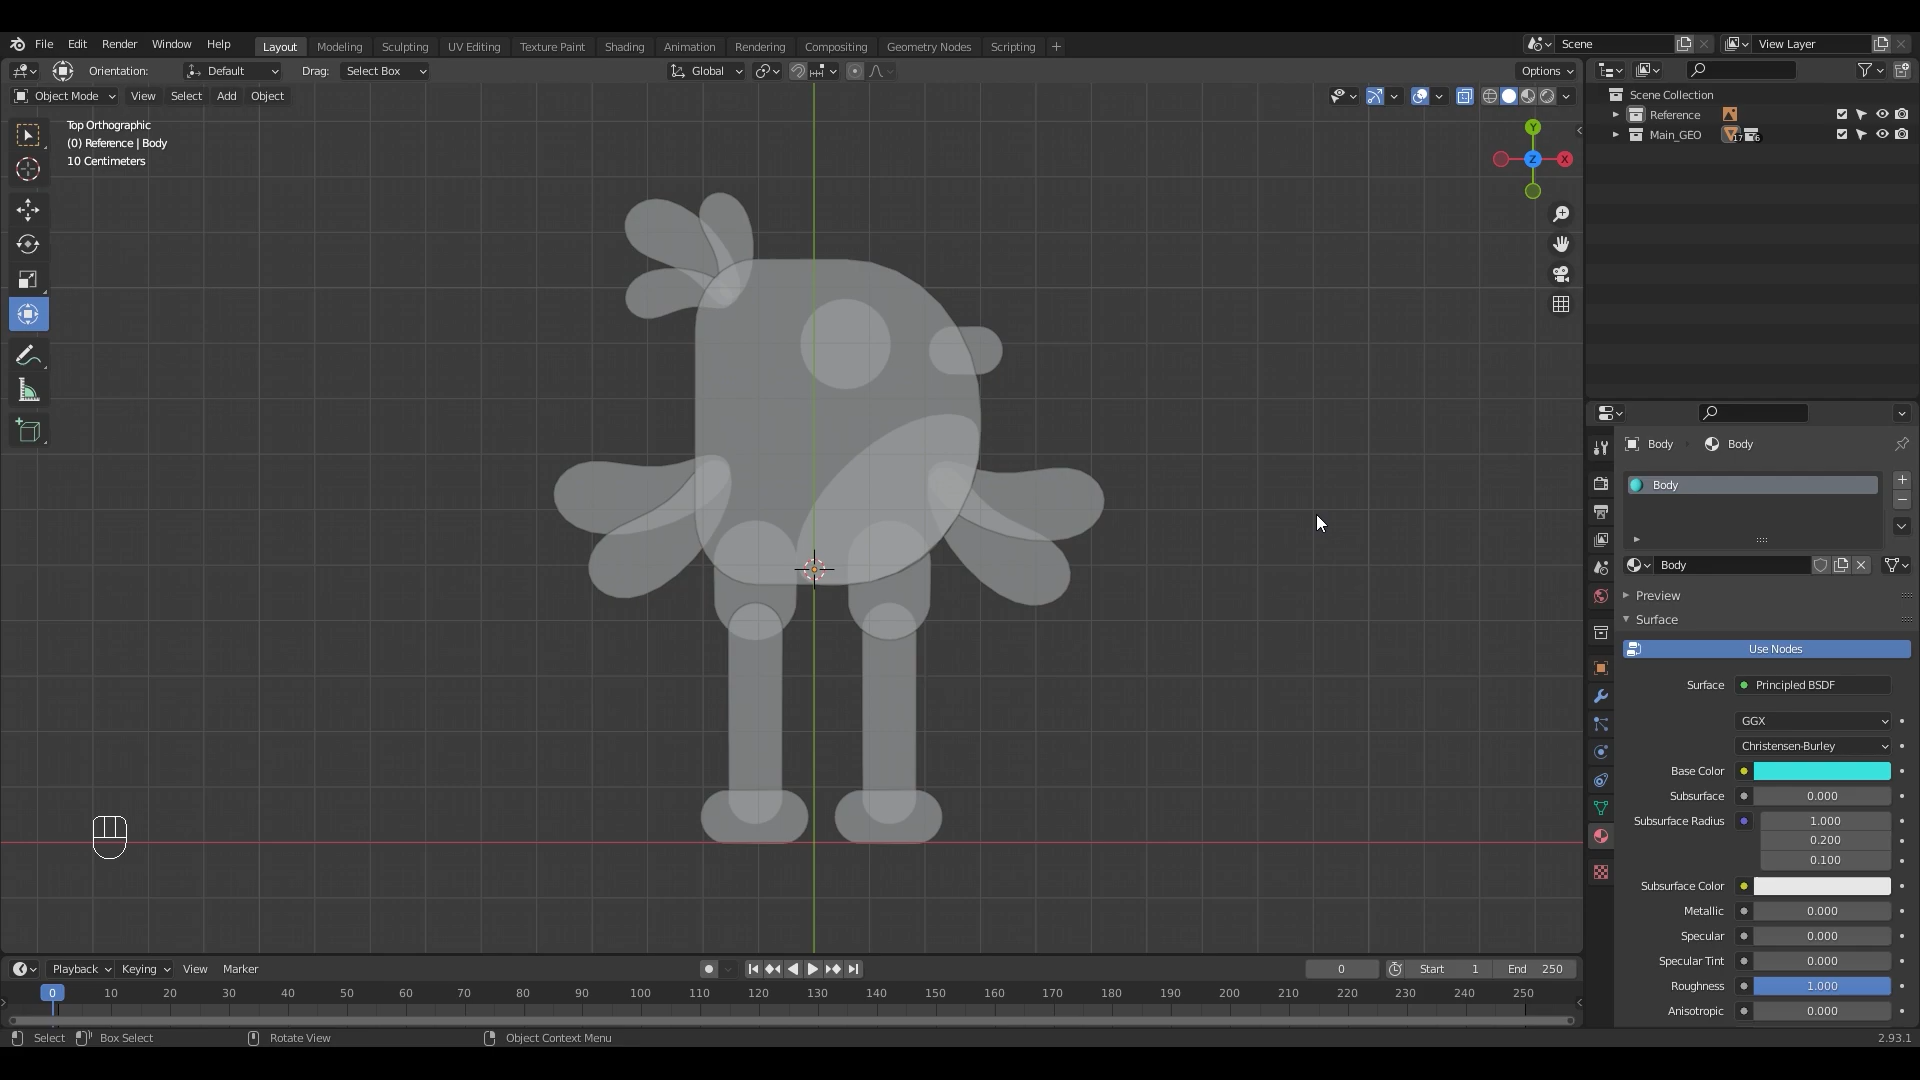 File Edit Render Window Help Layout Modeling Sculpting UV Editing Texture Paint Shading Animation Rendering Compositing Geometry Nodes Scripting + Scene View Layer
Orientation: Default Drag: Select Box Global Options
Object Mode View Select Add Object
Top Orthographic
(0) Reference | Body
10 Centimeters
Y
Z
X
Scene Collection
Reference
Main_GEO 17 6
Body Body
Body
Body
Preview
Surface
Use Nodes
Surface Principled BSDF
GGX
Christensen-Burley
Base Color
Subsurface 0.000
Subsurface Radius 1.000
0.200
0.100
Subsurface Color
Metallic 0.000
Specular 0.000
Specular Tint 0.000
Roughness 1.000
Anisotropic 0.000
Playback Keying View Marker 0 Start 1 End 250
0 10 20 30 40 50 60 70 80 90 100 110 120 130 140 150 160 170 180 190 200 210 220 230 240 250
Select Box Select Rotate View Object Context Menu 2.93.1